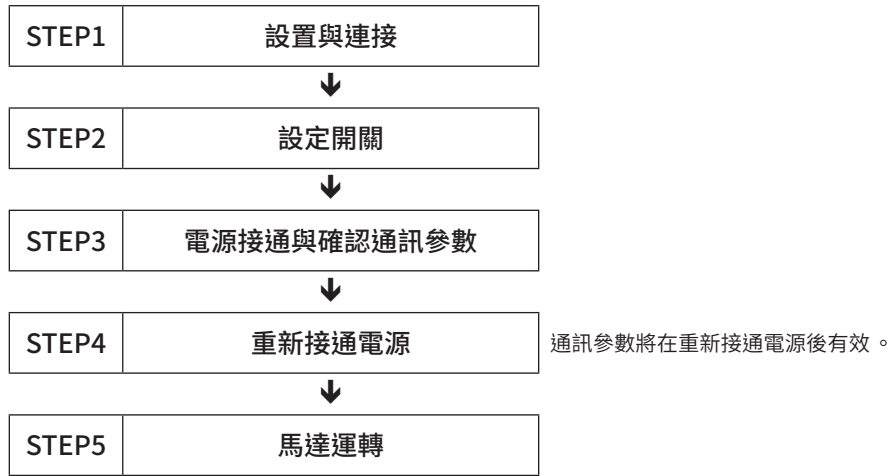 STEP1 設置與連接
STEP2 設定開關
STEP3 電源接通與確認通訊參數
STEP4 重新接通電源 通訊參數將在重新接通電源後有效。
STEP5 馬達運轉